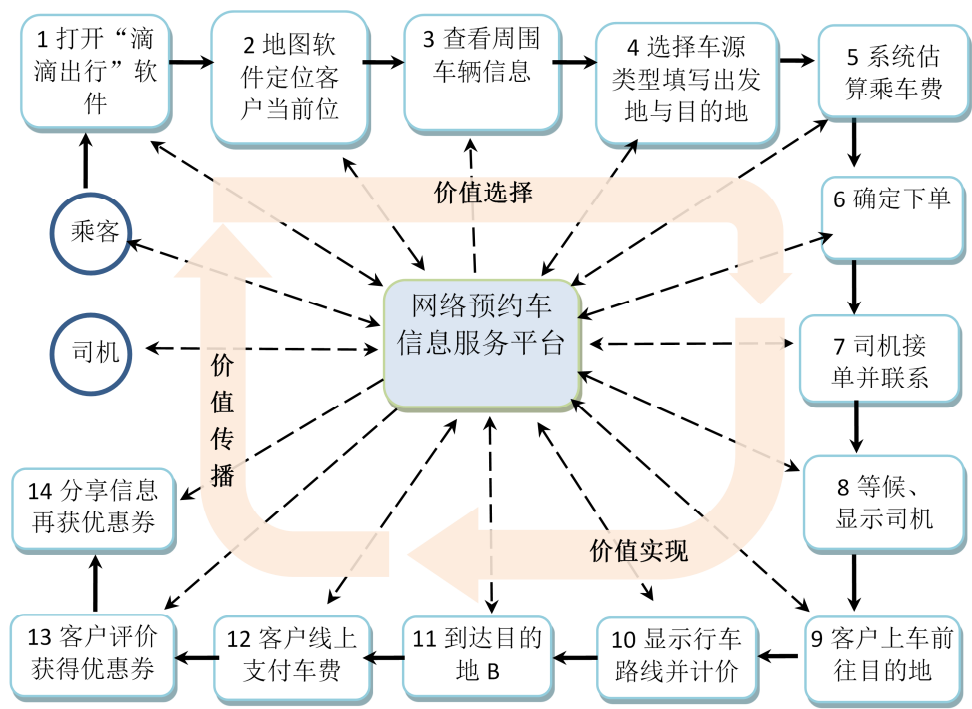 1 打开“滴
滴出行”软
件
2 地图软
件定位客
户当前位
3 查看周围
车辆信息
4 选择车源
类型填写出发
地与目的地
5 系统估
算乘车费
6 确定下单
价值选择
乘客
网络预约车
信息服务平台
司机
7 司机接
单并联系
价
值
传
播
14 分享信息
再获优惠券
8 等候、
显示司机
价值实现
13 客户评价
获得优惠券
12 客户线上
支付车费
11 到达目的
地 B
10 显示行车
路线并计价
9 客户上车前
往目的地